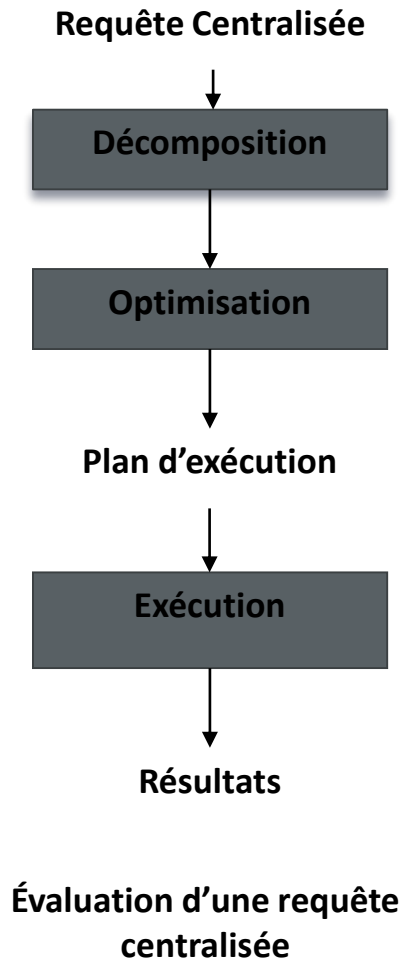 Requête Centralisée
Décomposition
Optimisation
Plan d’exécution
Exécution
Résultats
Évaluation d’une requête
centralisée